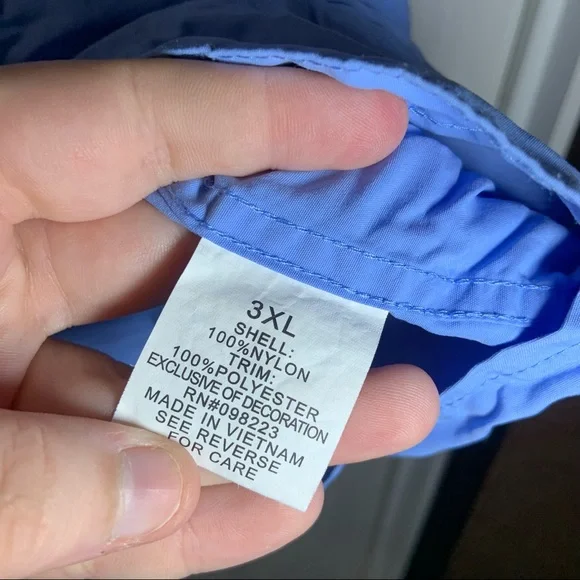 3XL
SHELL:
100%NYLON
TRIM:
100%POLYESTER
EXCLUSIVE OF DECORATION
RN#098223
MADE IN VIETNAM
SEE REVERSE
FOR CARE